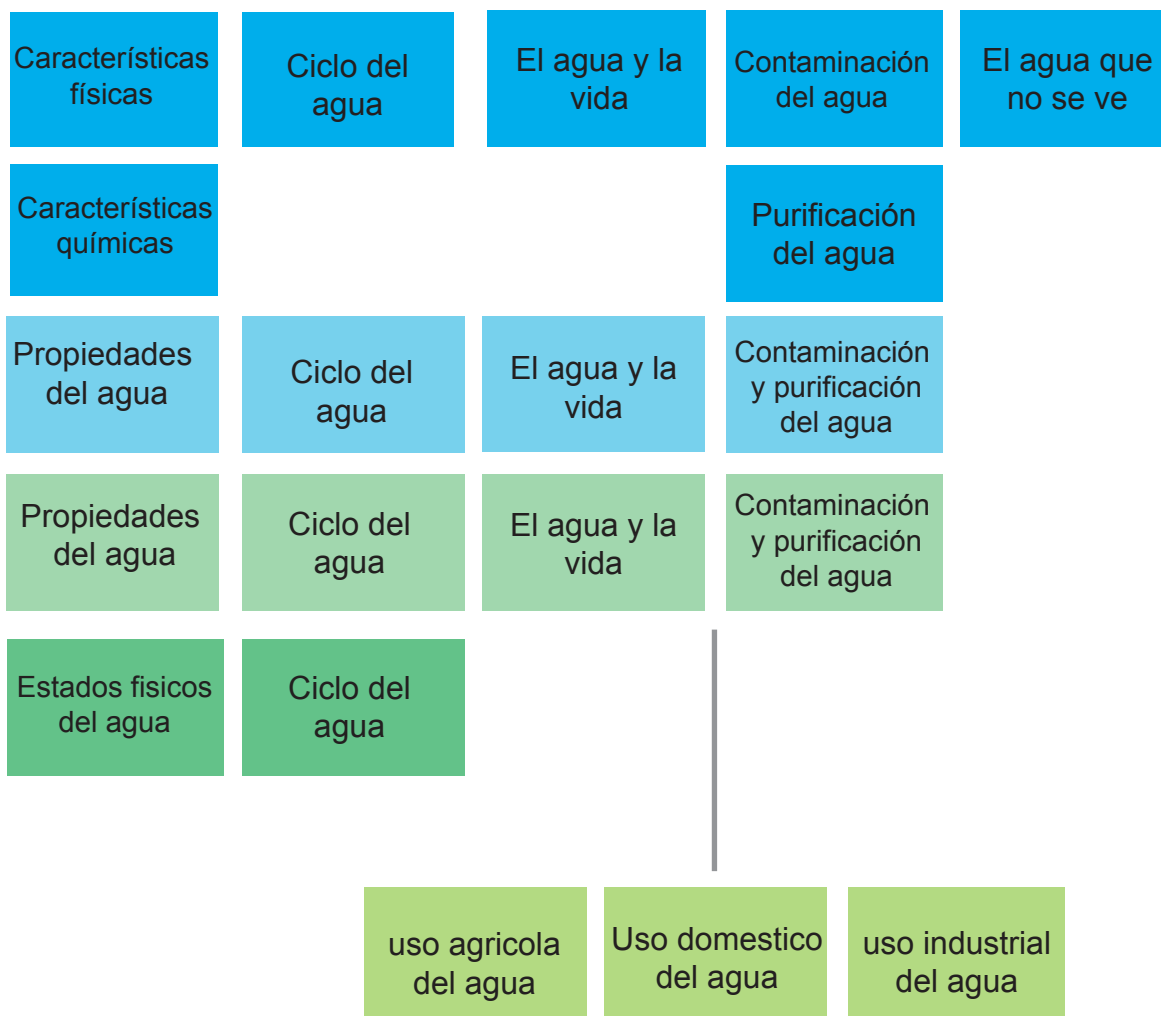 Características
físicas
Ciclo del
agua
El agua y la
vida
Contaminación
del agua
El agua que
no se ve
Características
químicas
Purificación
del agua
Propiedades
del agua
Ciclo del
agua
El agua y la
vida
Contaminación
y purificación
del agua
Propiedades
del agua
Ciclo del
agua
El agua y la
vida
Contaminación
y purificación
del agua
Estados fisicos
del agua
Ciclo del
agua
uso agricola
del agua
Uso domestico
del agua
uso industrial
del agua